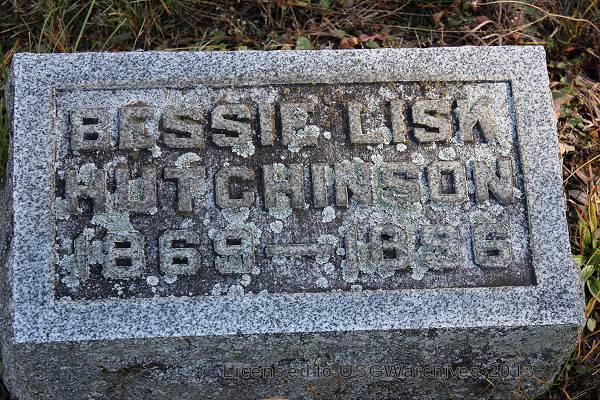 BESSIE LISK
HUTCHINSON
1869—1896
Licensed to USGWarchives 2013